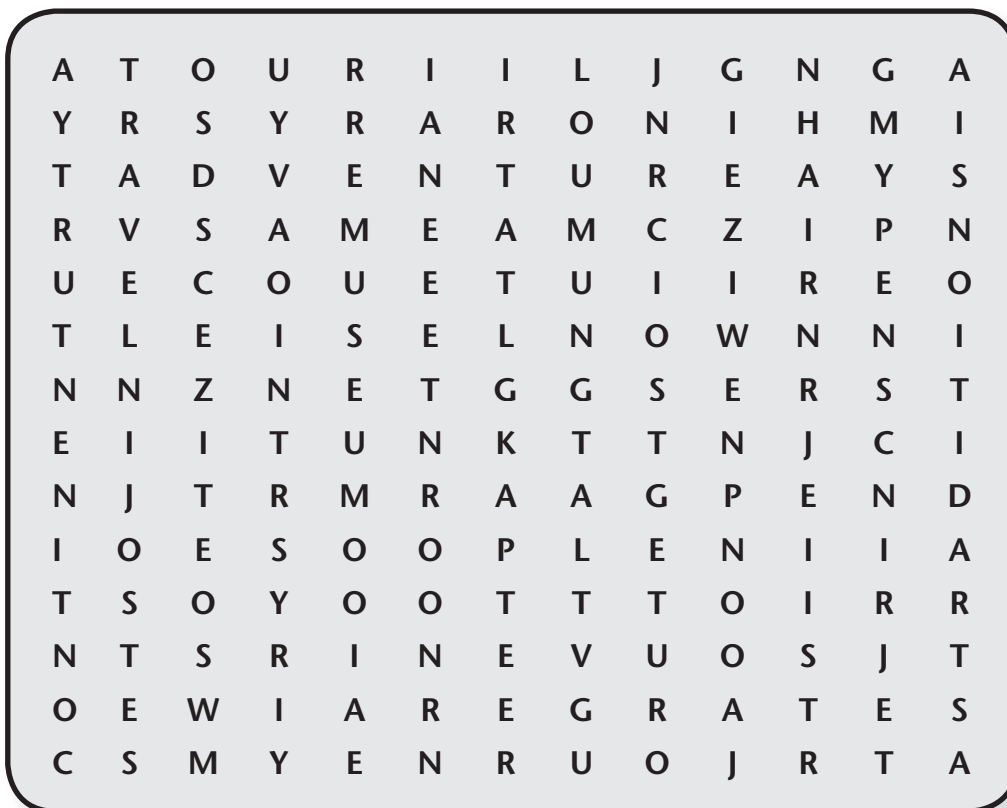 A T O U R I I L J G N G A
Y R S Y R A R O N I H M I
T A D V E N T U R E A Y S
R V S A M E A M C Z I P N
U E C O U E T U I I R E O
T L E I S E L N O W N N I
N N Z N E T G G S E R S T
E I I T U N K T T N J C I
N J T R M R A A G P E N D
I O E S O O P L E N I I A
T S O Y O O T T T O I R R
N T S R I N E V U O S J T
O E W I A R E G R A T E S
C S M Y E N R U O J R T A